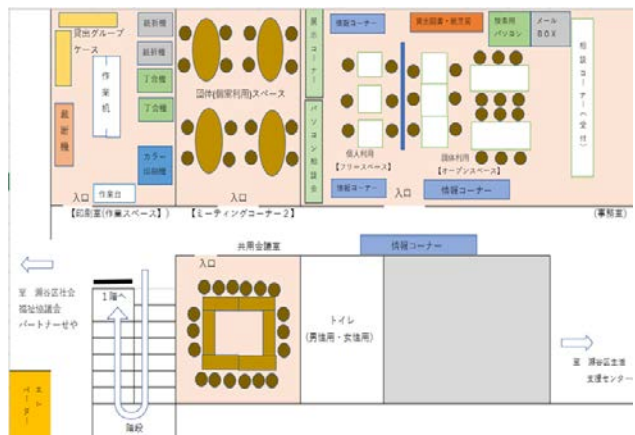 貸出グループ
ケース
紙折機
紙折機
丁合機
丁合機
作業机
裁断機
カラー
印刷機
作業台
入口
【印刷室(作業スペース)】
団体(個室利用)スペース
入口
【ミーティングコーナー２】
展示コーナー
パソコン相談会
情報コーナー
貸出図書・紙芝居
検索用
パソコン
メール
BOX
相談コーナー(受付)
個人利用
【フリースペース】
団体利用
【オープンスペース】
情報コーナー
入口
情報コーナー
(事務室)
共用会議室
情報コーナー
入口
至　瀬谷区社会
福祉協議会
パートナーせや
１階へ
トイレ
(男性用・女性用)
至　瀬谷区生活
支援センター
エレベーター
階段